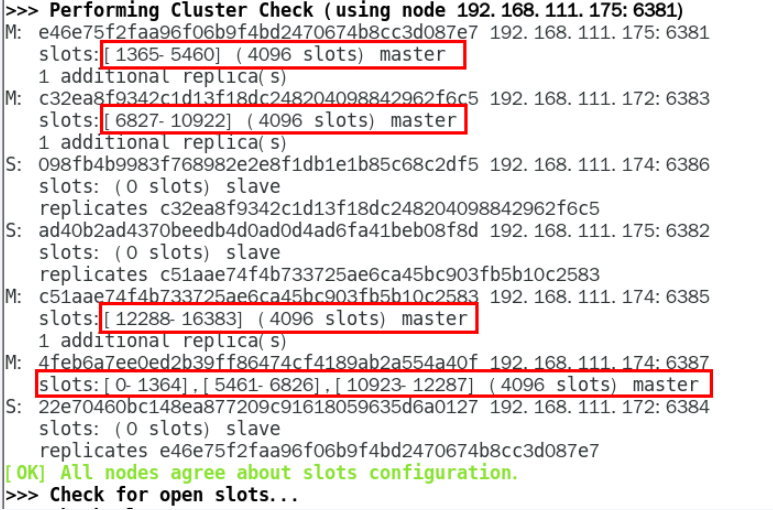 >>> Performing Cluster Check (using node 192.168.111.175:6381)
M: e46e75f2faa96f06b9f4bd2470674b8cc3d087e7 192.168.111.175:6381
slots:[1365-5460] (4096 slots) master
1 additional replica(s)
M: c32ea8f9342c1d13f18dc248204098842962f6c5 192.168.111.172:6383
slots:[6827-10922] (4096 slots) master
1 additional replica(s)
S: 098fb4b9983f768982e2e8f1db1e1b85c68c2df5 192.168.111.174:6386
slots: (0 slots) slave
replicates c32ea8f9342c1d13f18dc248204098842962f6c5
S: ad40b2ad4370beedb4d0ad0d4ad6fa41beb08f8d 192.168.111.175:6382
slots: (0 slots) slave
replicates c51aae74f4b733725ae6ca45bc903fb5b10c2583
M: c51aae74f4b733725ae6ca45bc903fb5b10c2583 192.168.111.174:6385
slots:[12288-16383] (4096 slots) master
1 additional replica(s)
M: 4feb6a7ee0ed2b39ff86474cf4189ab2a554a40f 192.168.111.174:6387
slots:[0-1364],[5461-6826],[10923-12287] (4096 slots) master
S: 22e70460bc148ea877209c91618059635d6a0127 192.168.111.172:6384
slots: (0 slots) slave
replicates e46e75f2faa96f06b9f4bd2470674b8cc3d087e7
[OK] All nodes agree about slots configuration.
>>> Check for open slots...